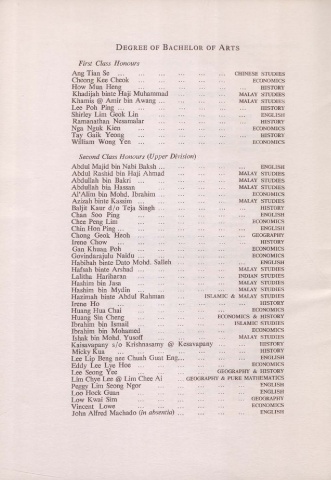 DEGREE OF BACHELOR OF ARTS
First Class Honours
Ang Tian Se ... ... ... ... ... ... CHINESE STUDIES
Cheong Kee Cheok ... ... ... ... ... ECONOMICS
How Mun Heng ... ... ... ... ... HISTORY
Khadijah binte Haji Muhammad ... ... ... MALAY STUDIES
Khamis @ Amir bin Awang ... ... ... ... MALAY STUDIES
Lee Poh Ping ... ... ... ... ... ... HISTORY
Shirley Lim Geok Lin ... ... ... ... ... ENGLISH
Ramanathan Nesamalar ... ... ... ... HISTORY
Nga Nguk Kieu ... ... ... ... ... ECONOMICS
Tay Gaik Yeong ... ... ... ... ... HISTORY
William Wong Yen ... ... ... ... ... ECONOMICS
Second Class Honours (Upper Division)
Abdul Majid bin Nabi Baksh ... ... ... ... ENGLISH
Abdul Rashid bin Haji Ahmad ... ... ... MALAY STUDIES
Abdullah bin Bakri ... ... ... ... ... MALAY STUDIES
Abdullah bin Hassan ... ... ... ... MALAY STUDIES
Al'Alim bin Mohd. Ibrahim ... ... ... ... ECONOMICS
Azizah binte Kassim ... ... ... ... MALAY STUDIES
Baljit Kaur d/o Teja Singh ... ... ... ... HISTORY
Chan Soo Ping ... ... ... ... ... ENGLISH
Chee Peng Lim ... ... ... ... ... ECONOMICS
Chin Hon Ping ... ... ... ... ... ... ENGLISH
Chong Geok Hroh ... ... ... ... ... GEOGRAPHY
Irene Chow ... ... ... ... ... ... HISTORY
Gan Khuan Poh ... ... ... ... ... ECONOMICS
Govindarajulu Naidu ... ... ... ... ... ECONOMICS
Habibah binte Dato Mohd. Salleh ... ... ... ENGLISH
Hafsah binte Arshad ... ... ... ... MALAY STUDIES
Lalitha Hariharan ... ... ... ... ... INDIAN STUDIES
Hashim bin Jasa ... ... ... ... ... MALAY STUDIES
Hashim bin Mydin ... ... ... ... ... MALAY STUDIES
Hazimah binte Abdul Rahman ... ... ISLAMIC & MALAY STUDIES
Irene Ho ... ... ... ... ... ... HISTORY
Huang Hua Chai ... ... ... ... ... ECONOMICS
Huang Sin Cheng ... ... ... ... ECONOMICS & HISTORY
Ibrahim bin Ismail ... ... ... ... ... ISLAMIC STUDIES
Ibrahim bin Mohamed ... ... ... ... ECONOMICS
Ishak bin Mohd. Yusoff ... ... ... ... MALAY STUDIES
Kaisavapany s/o Krishnasamy @ Kesavapany ... ... HISTORY
Micky Kua ... ... ... ... ... ... HISTORY
Lee Lip Beng nee Chuah Guat Eng... ... ... ... ENGLISH
Eddy Lee Lye Hoe ... ... ... ... ... ECONOMICS
Lee Seong Yee ... ... ... ... GEOGRAPHY & HISTORY
Lim Chye Lee @ Lim Chee Ai ... GEOGRAPHY & PURE MATHEMATICS
Peggy Lim Seong Ngor ... ... ... ... ENGLISH
Loo Hock Guan ... ... ... ... ... ENGLISH
Low Kwai Sim ... ... ... ... ... GEOGRAPHY
Vincent Lowe ... ... ... ... ... ECONOMICS
John Alfred Machado (in absentia) ... ... ... ... ENGLISH